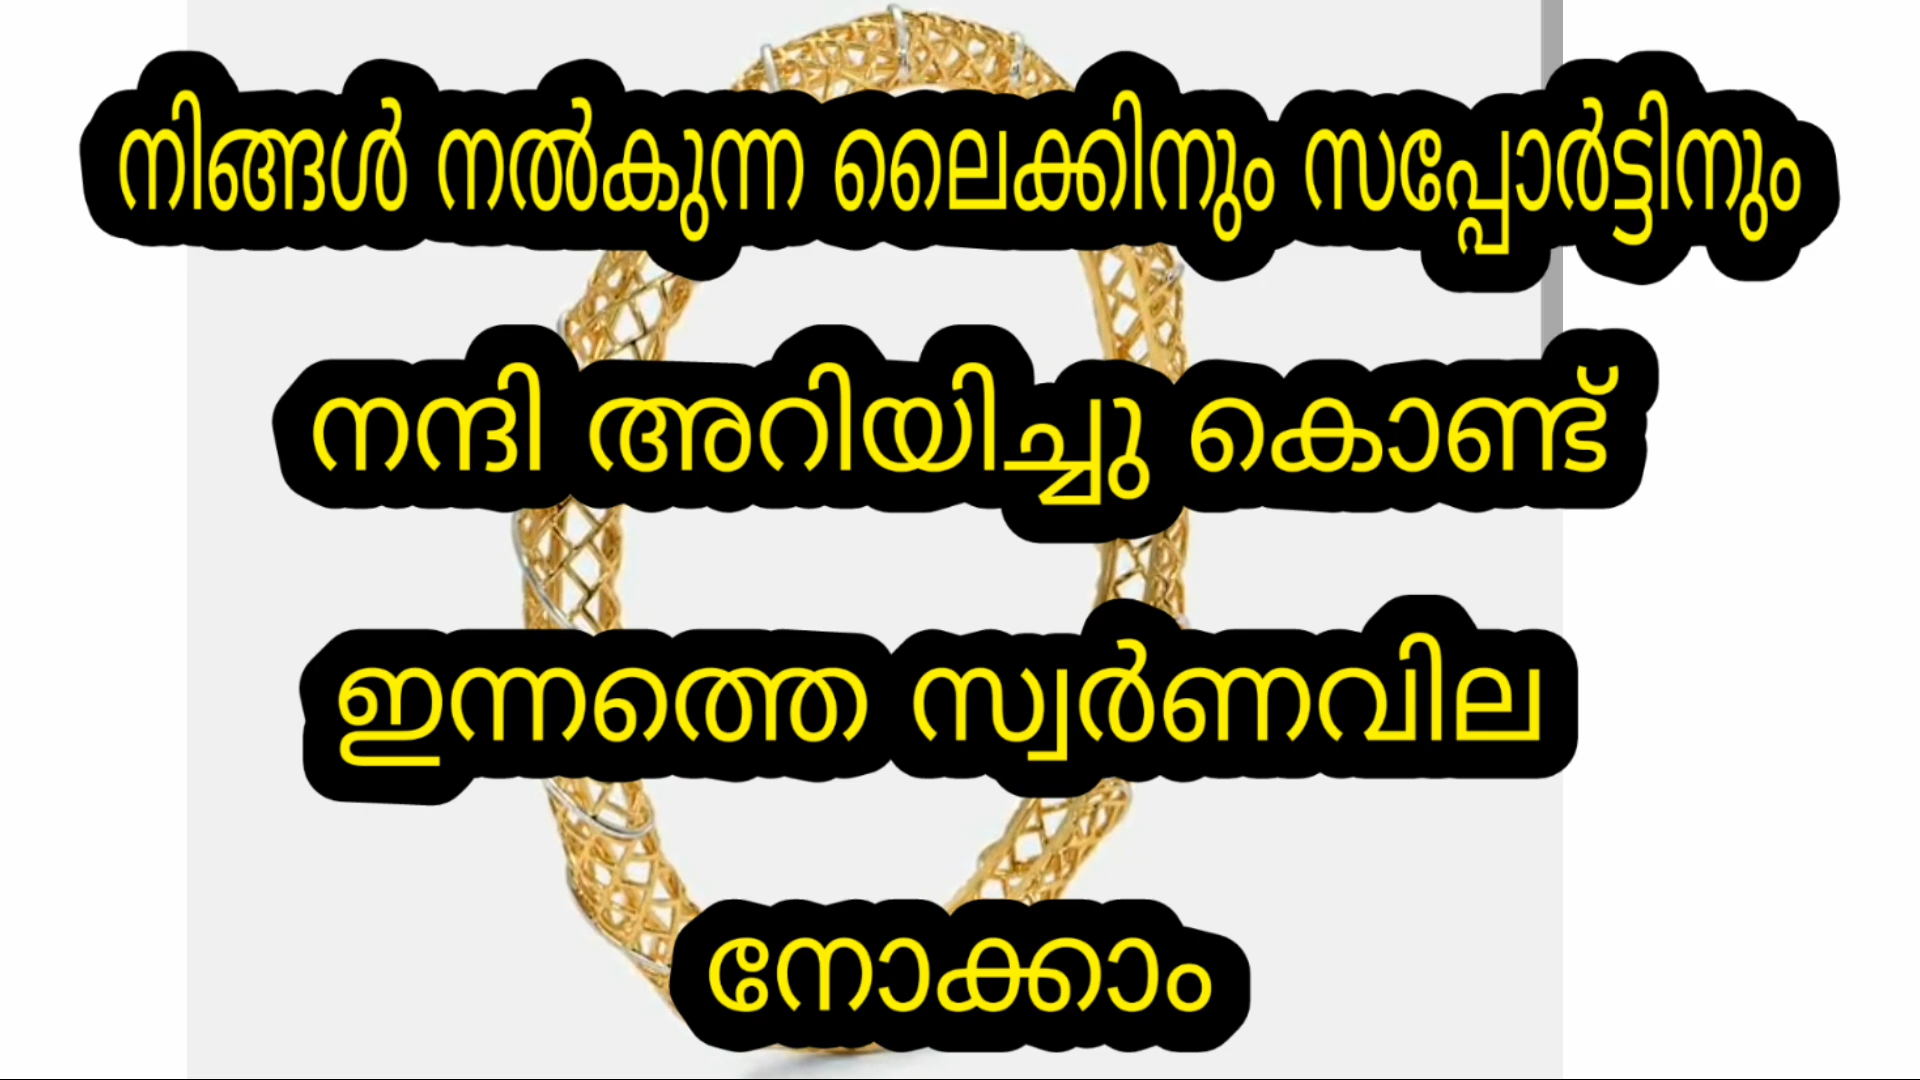 നിങ്ങൾ നൽകുന്ന ലൈക്കിനും സപ്പോർട്ടിനും
നന്ദി അറിയിച്ചു കൊണ്ട്
ഇന്നത്തെ സ്വർണവില
നോക്കാം